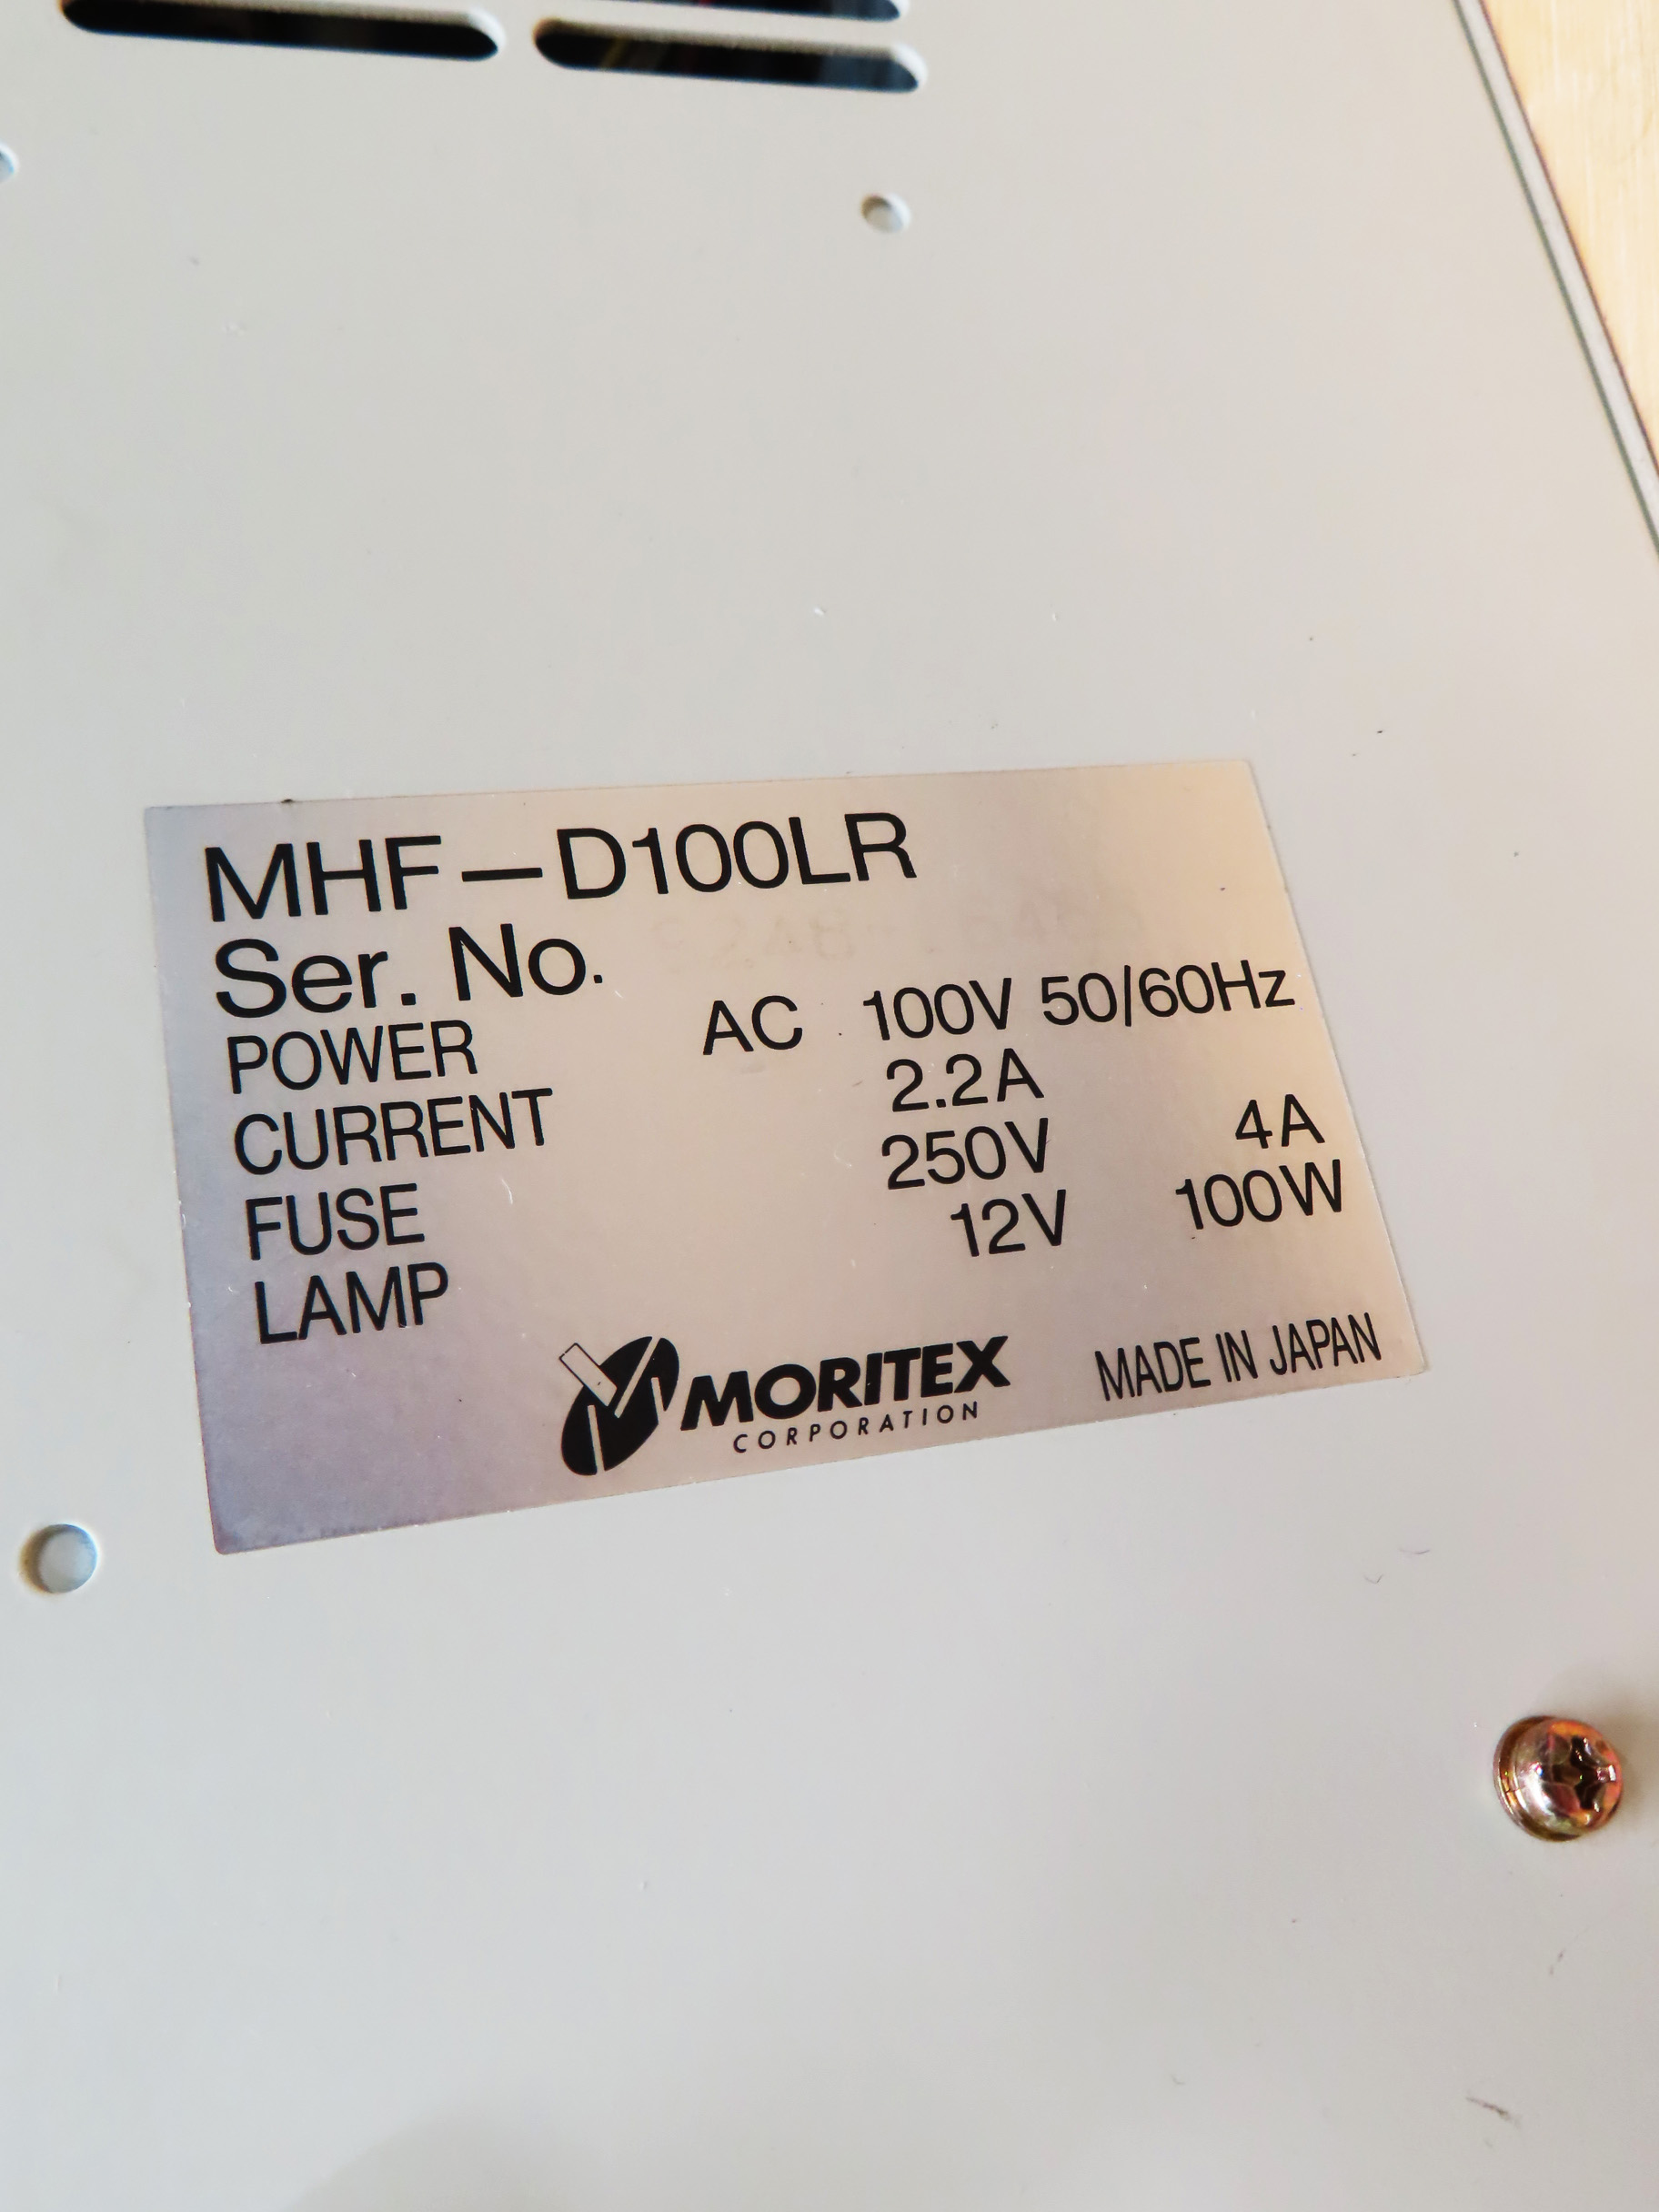 MHF-D100LR
Ser. No.
POWER AC 100V 50/60Hz
CURRENT 2.2A
FUSE 250V 4A
LAMP 12V 100W
MORITEX
CORPORATION
MADE IN JAPAN